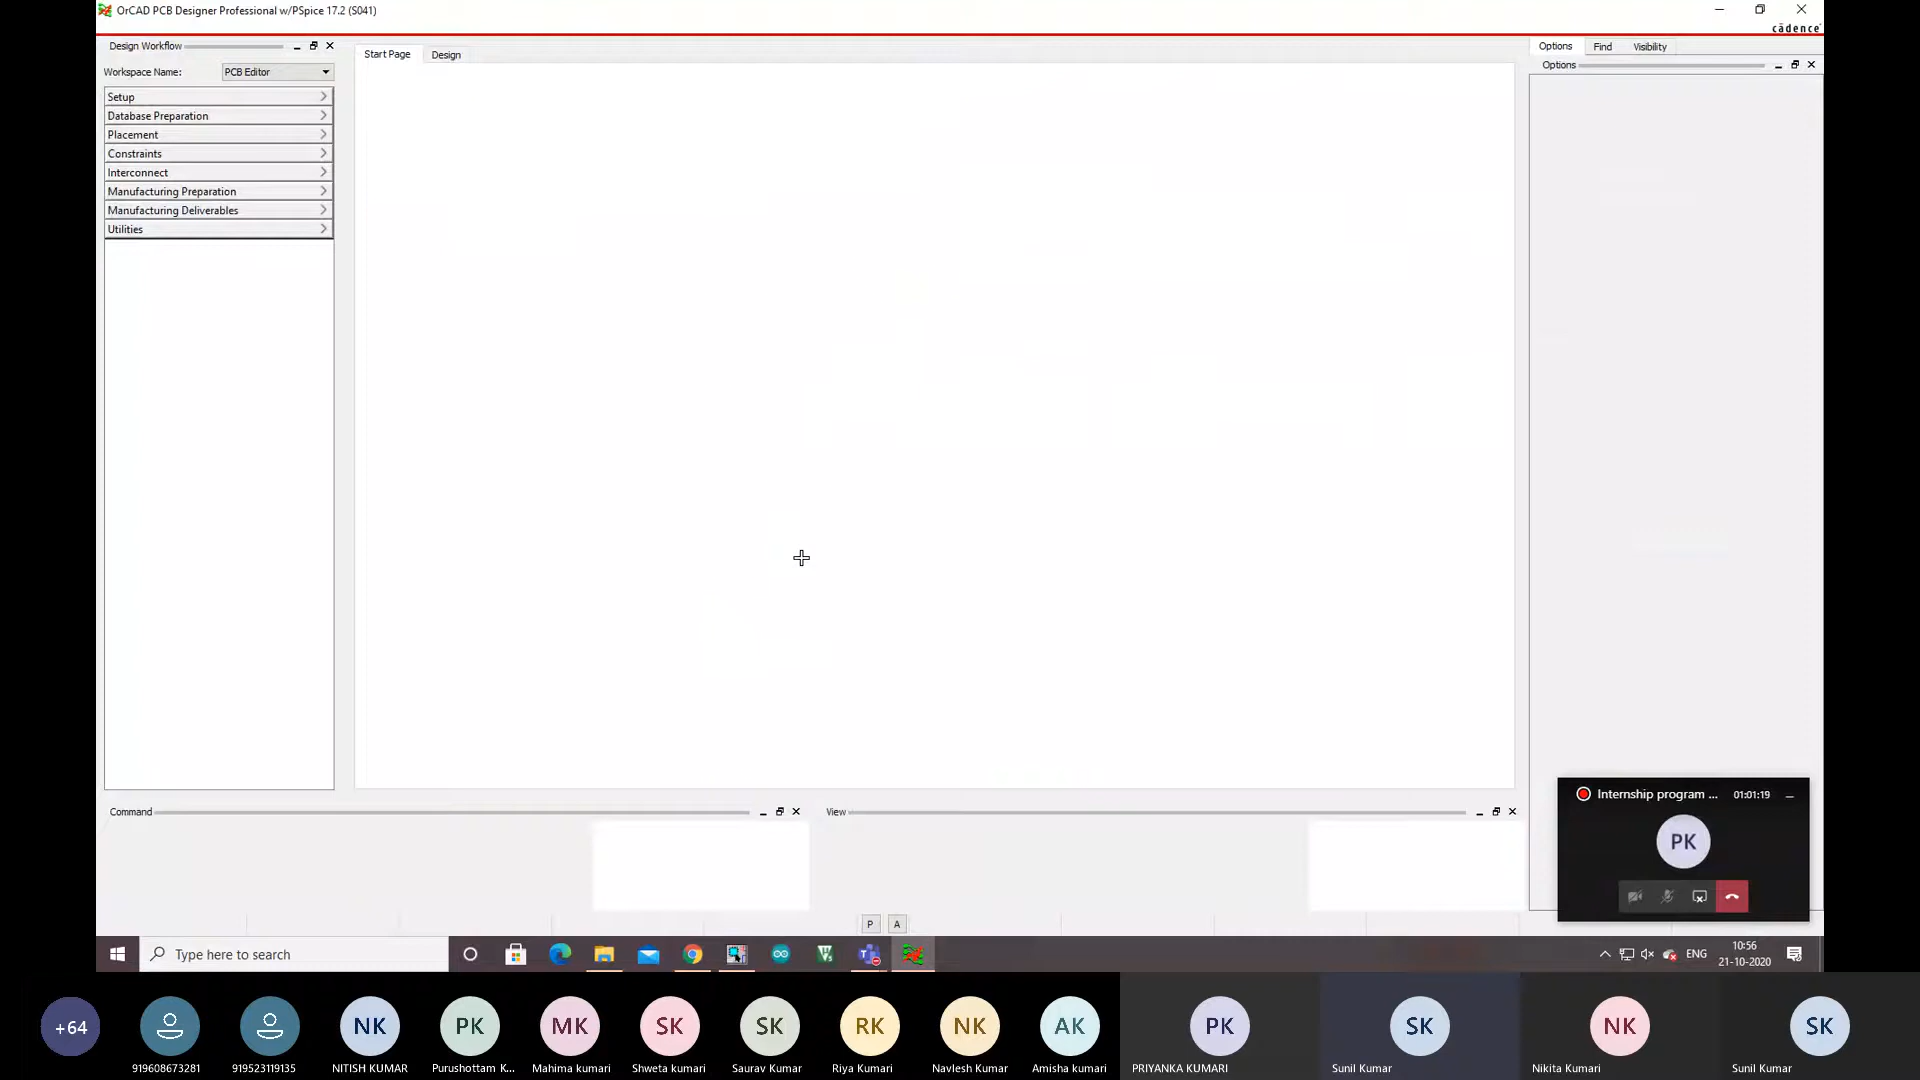 OrCAD PCB Designer Professional w/PSpice 17.2 (S041)
cādence
Design Workflow
Workspace Name: PCB Editor
Setup
Database Preparation
Placement
Constraints
Interconnect
Manufacturing Preparation
Manufacturing Deliverables
Utilities
Start Page Design
Options Find Visibility
Options
Command
View
P A
Internship program ... 01:01:19
PK
Type here to search
ENG
10:56
21-10-2020
+64 NK PK MK SK SK RK NK AK PK SK NK SK
919608673281 919523119135 NITISH KUMAR Purushottam K... Mahima kumari Shweta kumari Saurav Kumar Riya Kumari Navlesh Kumar Amisha kumari PRIYANKA KUMARI Sunil Kumar Nikita Kumari Sunil Kumar